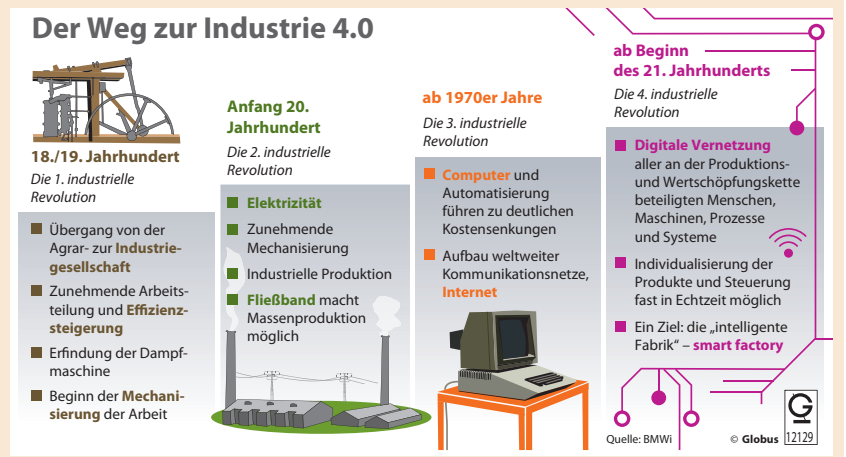 Der Weg zur Industrie 4.0
18./19. Jahrhundert
Die 1. industrielle
Revolution
Übergang von der
Agrar- zur Industrie-
gesellschaft
Zunehmende Arbeits-
teilung und Effizienz-
steigerung
Erfindung der Dampf-
maschine
Beginn der Mechani-
sierung der Arbeit
Anfang 20.
Jahrhundert
Die 2. industrielle
Revolution
Elektrizität
Zunehmende
Mechanisierung
Industrielle Produktion
Fließband macht
Massenproduktion
möglich
ab 1970er Jahre
Die 3. industrielle
Revolution
Computer und
Automatisierung
führen zu deutlichen
Kostensenkungen
Aufbau weltweiter
Kommunikationsnetze,
Internet
ab Beginn
des 21. Jahrhunderts
Die 4. industrielle
Revolution
Digitale Vernetzung
aller an der Produktions-
und Wertschöpfungskette
beteiligten Menschen,
Maschinen, Prozesse
und Systeme
Individualisierung der
Produkte und Steuerung
fast in Echtzeit möglich
Ein Ziel: die „intelligente
Fabrik“ – smart factory
Quelle: BMWi
© Globus
G
12129